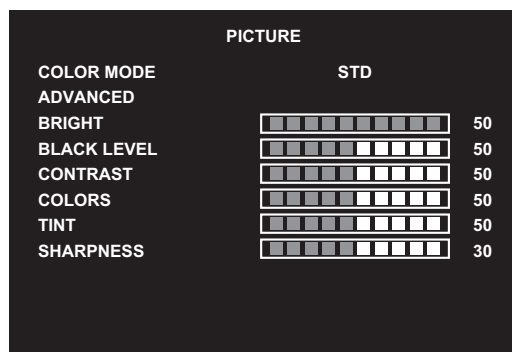 PICTURE
COLOR MODE STD
ADVANCED
BRIGHT 50
BLACK LEVEL 50
CONTRAST 50
COLORS 50
TINT 50
SHARPNESS 30